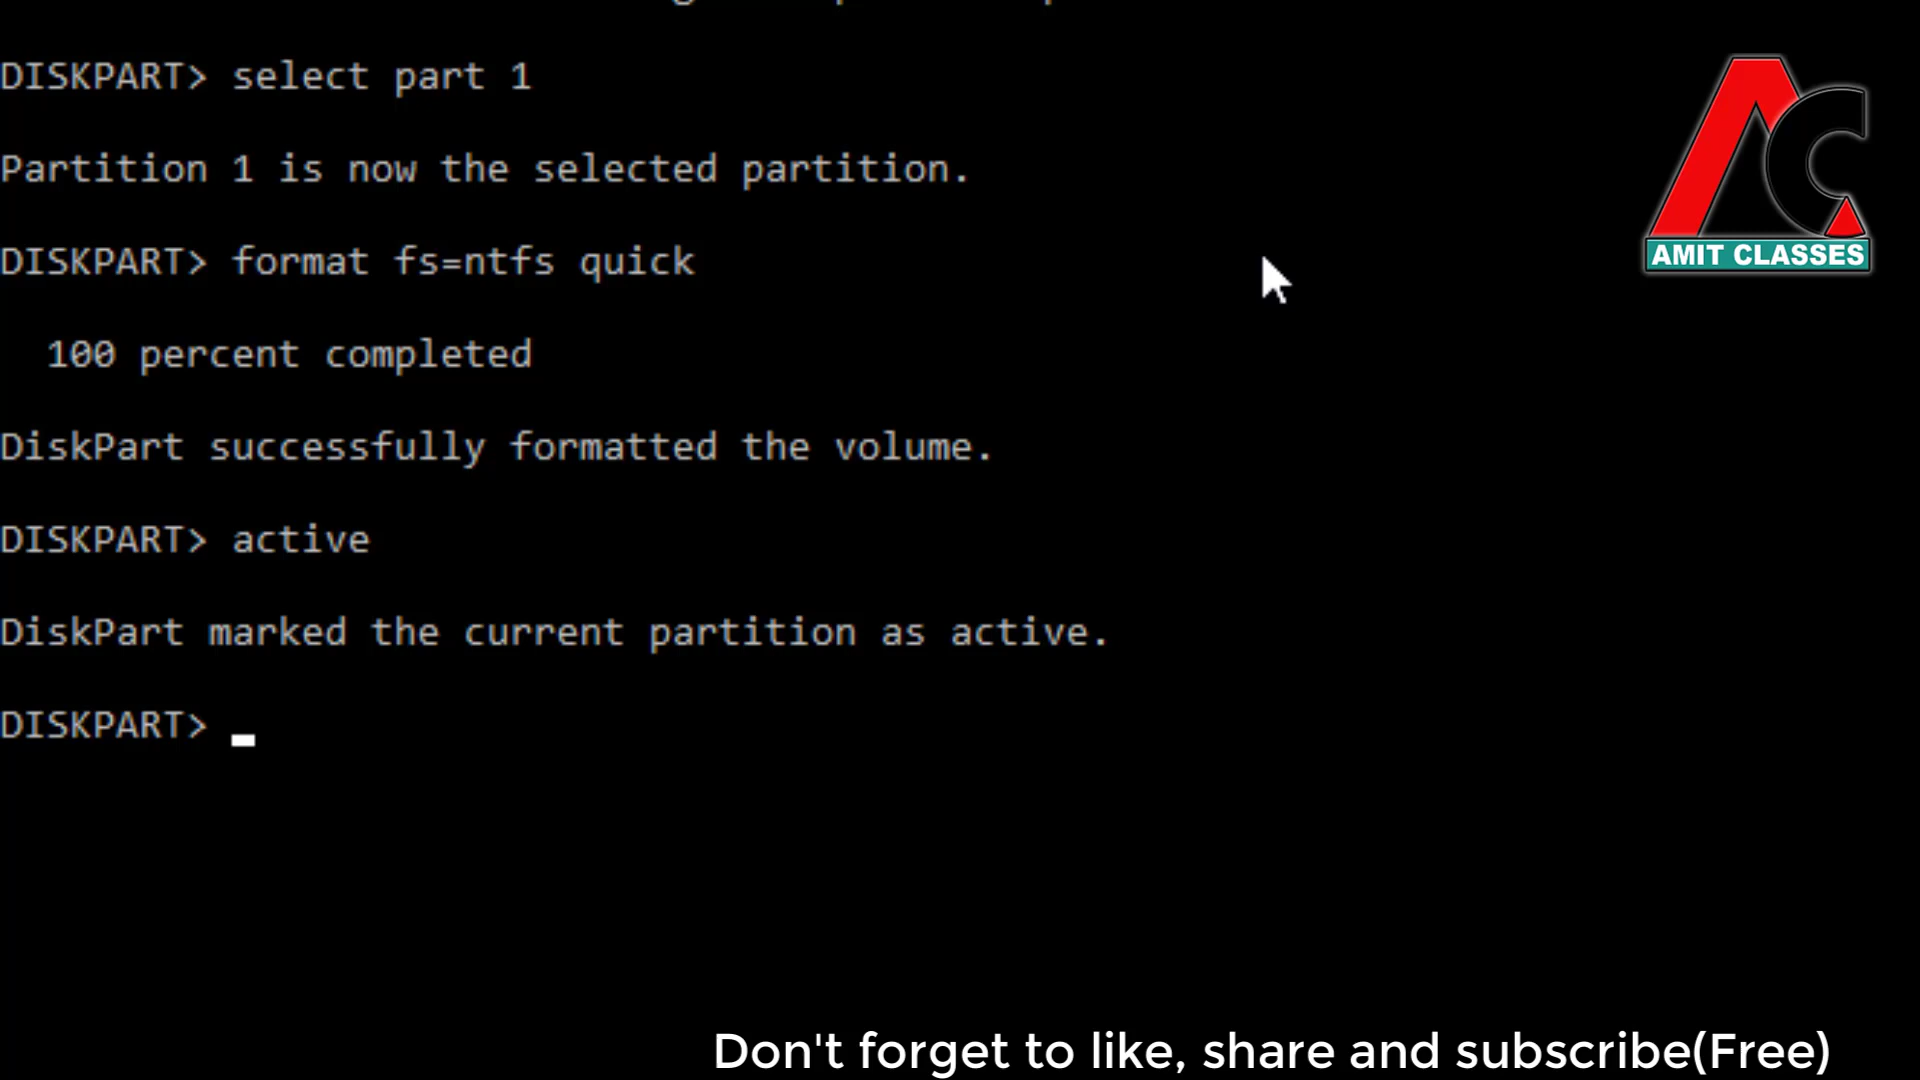 DISKPART> select part 1
Partition 1 is now the selected partition.
DISKPART> format fs=ntfs quick
100 percent completed
DiskPart successfully formatted the volume.
DISKPART> active
DiskPart marked the current partition as active.
DISKPART>
AMIT CLASSES
Don't forget to like, share and subscribe(Free)